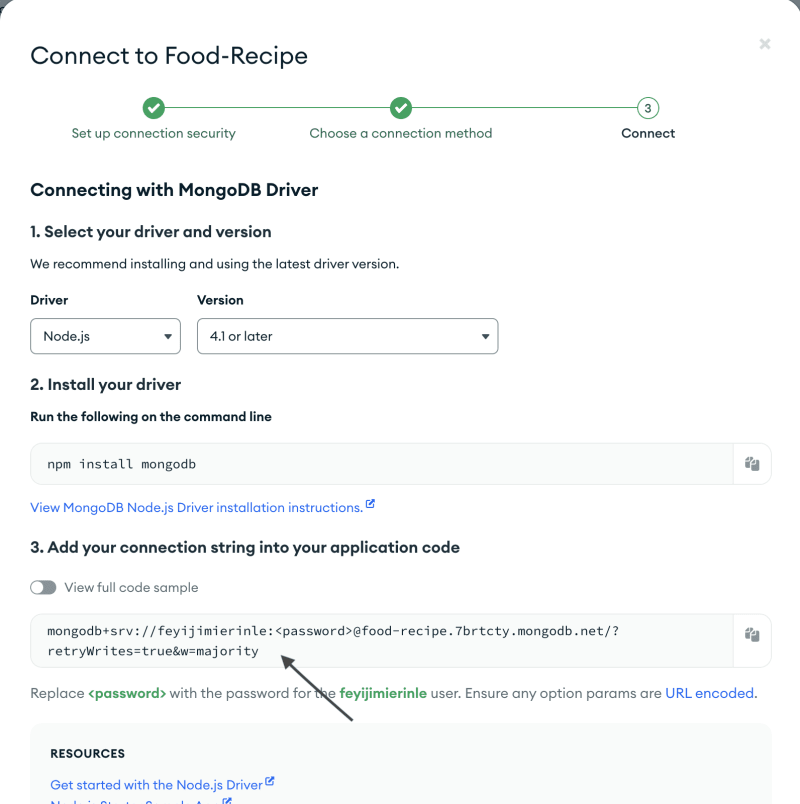 Connect to Food-Recipe
3
Set up connection security
Choose a connection method
Connect
Connecting with MongoDB Driver
1. Select your driver and version
We recommend installing and using the latest driver version.
Driver
Version
Node.js
4.1 or later
2. Install your driver
Run the following on the command line
npm install mongodb
View MongoDB Node.js Driver installation instructions.
3. Add your connection string into your application code
View full code sample
mongodb+srv://feyijimierinle:<password>@food-recipe.7brtcty.mongodb.net/?
retryWrites=true&w=majority
Replace <password> with the password for the feyijimierinle user. Ensure any option params are URL encoded.
RESOURCES
Get started with the Node.js Driver